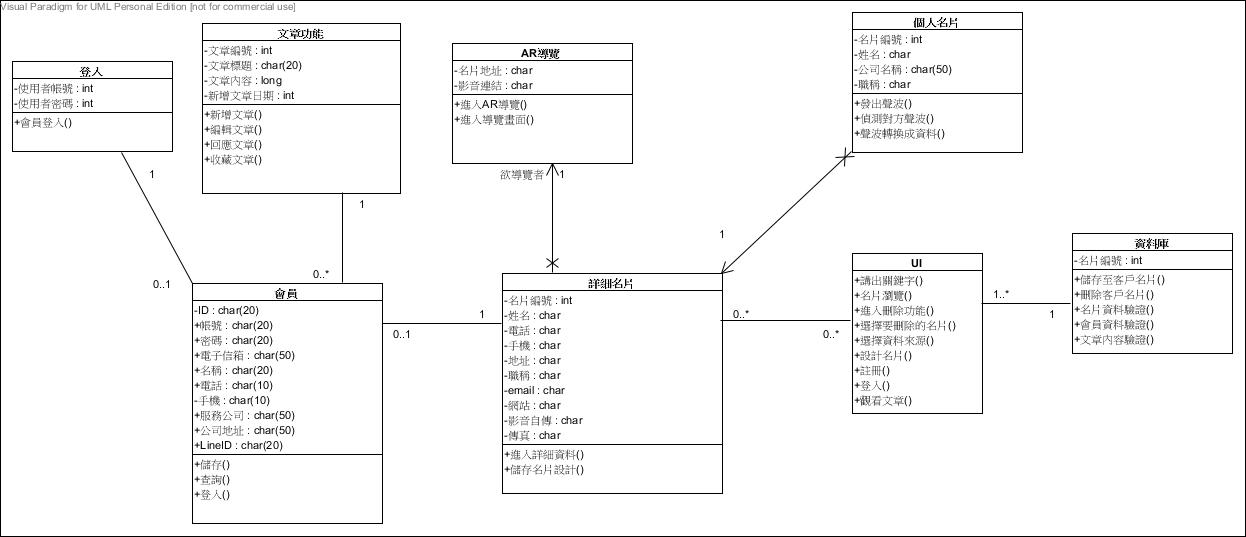 Visual Paradigm for UML Personal Edition [not for commercial use]
登入
-使用者帳號 : int
-使用者密碼 : int
+會員登入()
文章功能
-文章編號 : int
-文章標題 : char(20)
-文章內容 : long
-新增文章日期 : int
+新增文章()
+編輯文章()
+回應文章()
+收藏文章()
AR導覽
-名片地址 : char
-影音連結 : char
+進入AR導覽()
+進入導覽畫面()
個人名片
-名片編號 : int
-姓名 : char
-公司名稱 : char(50)
-職稱 : char
+發出聲波()
+偵測對方聲波()
+聲波轉換成資料()
1
0..1
1
0..*
欲導覽者
1
1
會員
-ID : char(20)
+帳號 : char(20)
+密碼 : char(20)
+電子信箱 : char(50)
+名稱 : char(20)
+電話 : char(10)
-手機 : char(10)
+服務公司 : char(50)
+公司地址 : char(50)
+LineID : char(20)
+儲存()
+查詢()
+登入()
0..1
1
詳細名片
-名片編號 : int
-姓名 : char
-電話 : char
-手機 : char
-地址 : char
-職稱 : char
-email : char
-網站 : char
-影音自傳 : char
-傳真 : char
+進入詳細資料()
+儲存名片設計()
0..*
0..*
UI
+講出關鍵字()
+名片瀏覽()
+進入刪除功能()
+選擇要刪除的名片()
+選擇資料來源()
+設計名片()
+註冊()
+登入()
+觀看文章()
1..*
1
資料庫
-名片編號 : int
+儲存至客戶名片()
+刪除客戶名片()
+名片資料驗證()
+會員資料驗證()
+文章內容驗證()